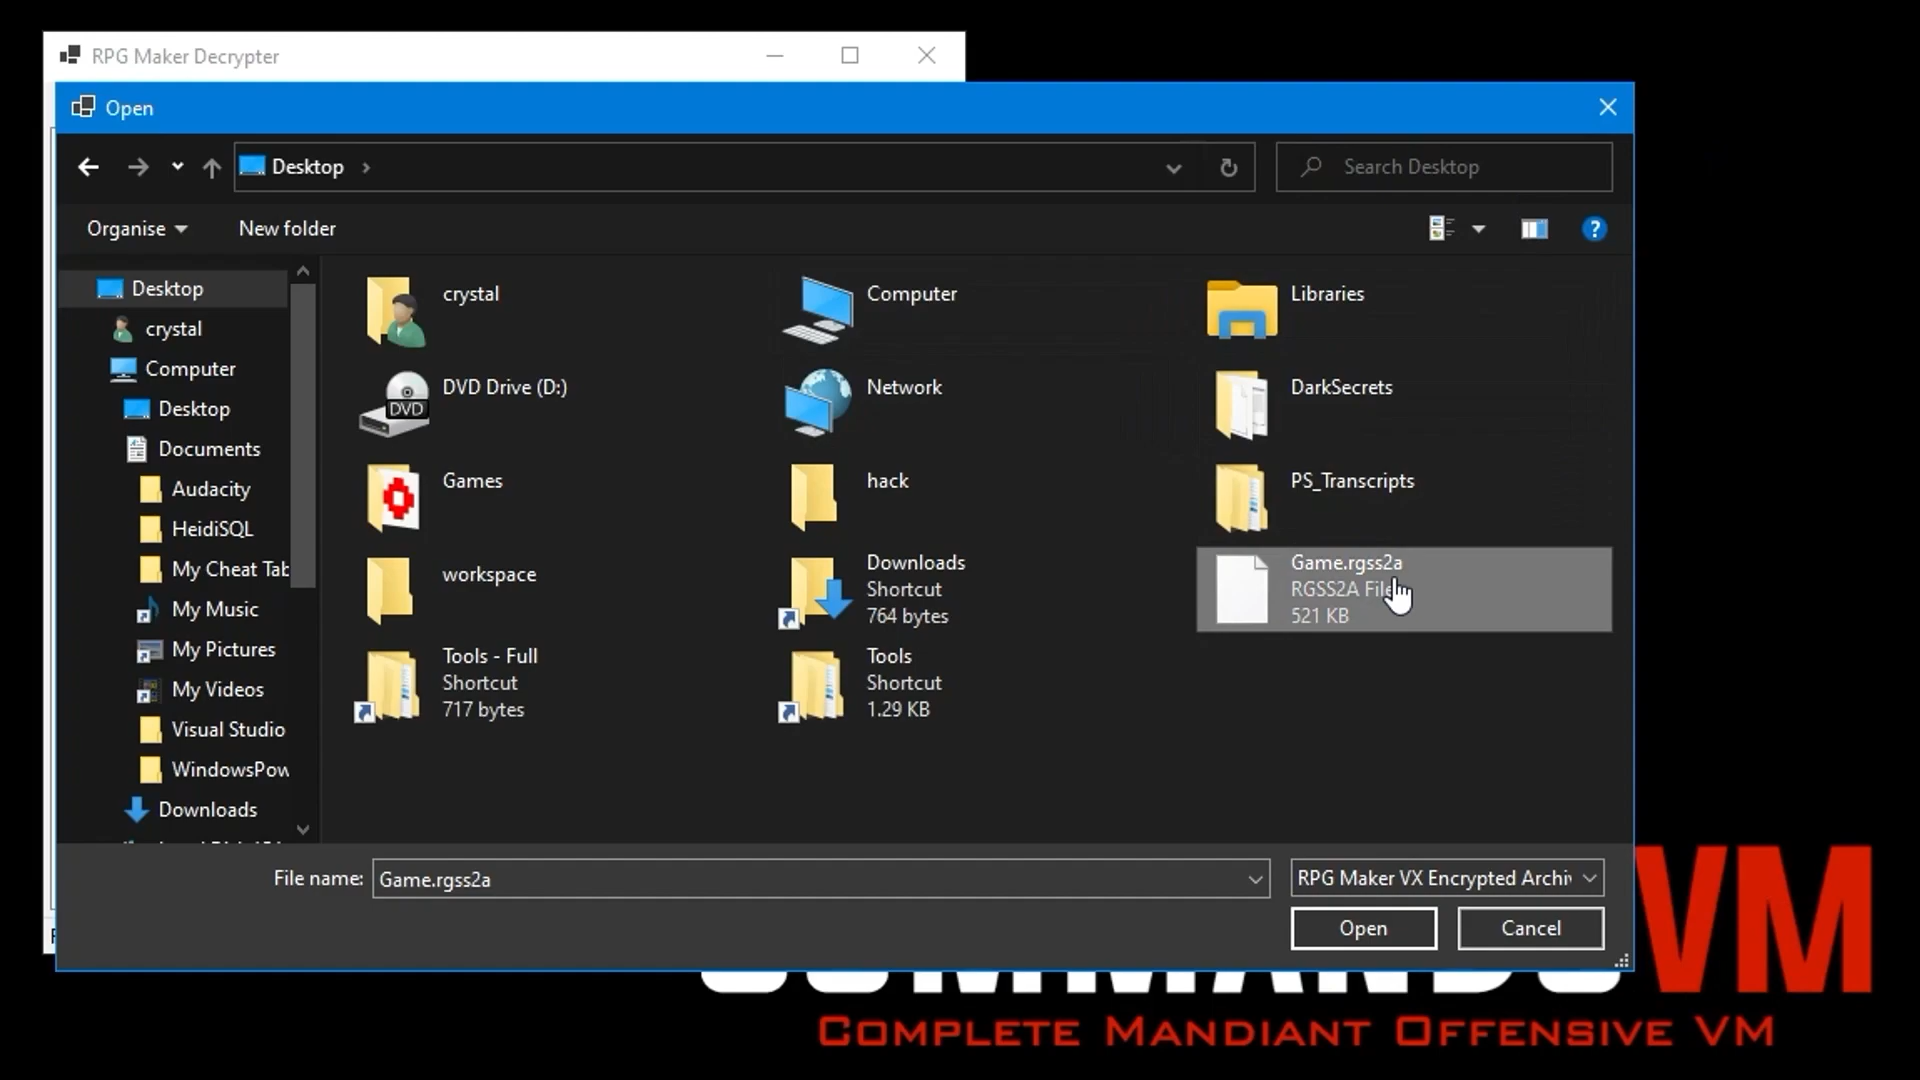 RPG Maker Decrypter
Open
Desktop
Search Desktop
Organise
New folder
Desktop
crystal
Computer
Desktop
Documents
Audacity
HeidiSQL
My Cheat Tab
My Music
My Pictures
My Videos
Visual Studio
WindowsPow
Downloads
crystal
Computer
Libraries
DVD
DVD Drive (D:)
Network
DarkSecrets
Games
hack
PS_Transcripts
workspace
Downloads
Shortcut
764 bytes
Game.rgss2a
RGSS2A File
521 KB
Tools - Full
Shortcut
717 bytes
Tools
Shortcut
1.29 KB
File name:
Game.rgss2a
RPG Maker VX Encrypted Archiv
Open
Cancel
VM
COMPLETE MANDIANT OFFENSIVE VM